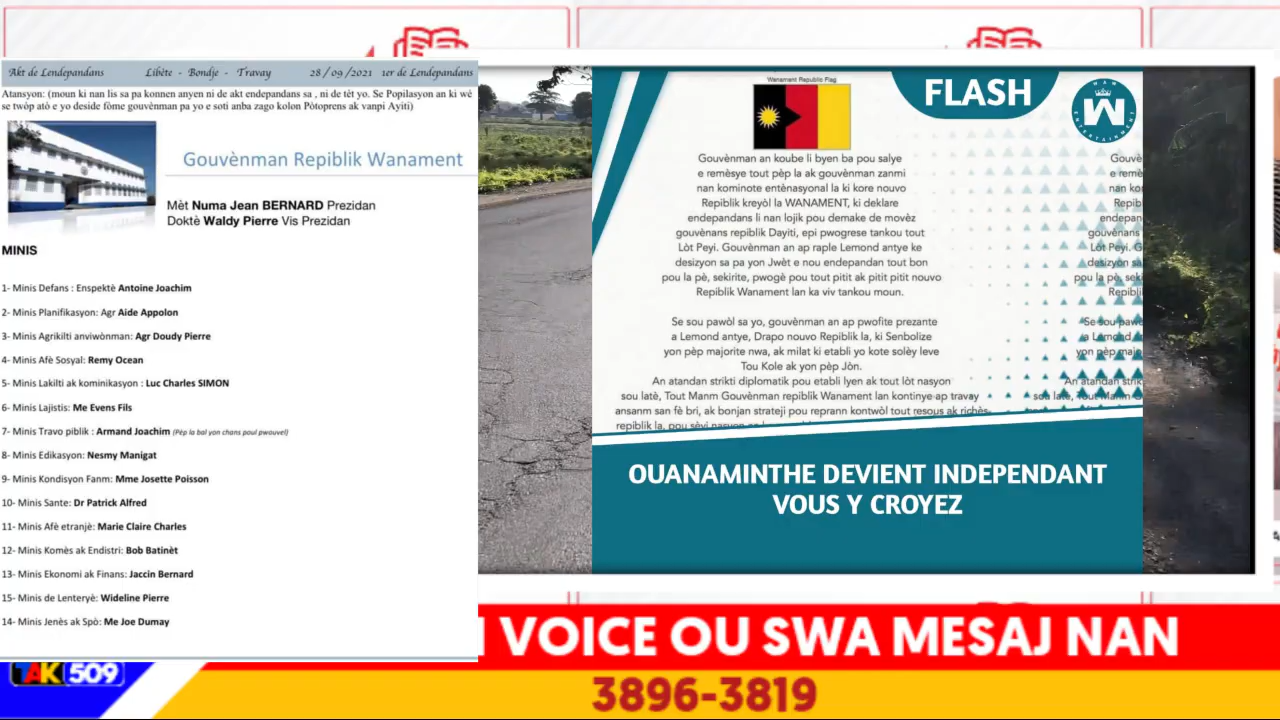 Akt de Lendepandans Libète - Bondje - Travay 28 / 09 / 2021 1er de Lendepandans
Atansyon: (moun ki nan lis sa pa konnen anyen ni de akt endepandans sa , ni de tèt yo. Se Popilasyon an ki wè
se twòp atò e yo deside fòme gouvènman pa yo e soti anba zago kolon Pòtoprens ak vanpi Ayiti)
Gouvènman Repiblik Wanament
Mèt Numa Jean BERNARD Prezidan
Doktè Waldy Pierre Vis Prezidan
MINIS
1- Minis Defans : Enspektè Antoine Joachim
2- Minis Planifikasyon: Agr Aide Appolon
3- Minis Agrikilti anviwònman: Agr Doudy Pierre
4- Minis Afè Sosyal: Remy Ocean
5- Minis Lakilti ak kominikasyon : Luc Charles SIMON
6- Minis Lajistis: Me Evens Fils
7- Minis Travo piblik : Armand Joachim (Pèp la bal yon chans poul pwouvel)
8- Minis Edikasyon: Nesmy Manigat
9- Minis Kondisyon Fanm: Mme Josette Poisson
10- Minis Sante: Dr Patrick Alfred
11- Minis Afè etranjè: Marie Claire Charles
12- Minis Komès ak Endistri: Bob Batinèt
13- Minis Ekonomi ak Finans: Jaccin Bernard
15- Minis de Lenteryè: Wideline Pierre
14- Minis Jenès ak Spò: Me Joe Dumay
Wanament Republic Flag
FLASH
W
ENTERTAINMENT
Gouvènman an koube li byen ba pou salye
e remèsye tout pèp la ak gouvènman zanmi
nan kominote entènasyonal la ki kore nouvo
Repiblik kreyòl la WANAMENT, ki deklare
endepandans li nan lojik pou demake de movèz
gouvènans repiblik Dayiti, epi pwogrese tankou tout
Lòt Peyi. Gouvènman an ap raple Lemond antye ke
desizyon sa pa yon Jwèt e nou endepandan tout bon
pou la pè, sekirite, pwogè pou tout pitit ak pitit pitit nouvo
Repiblik Wanament lan ka viv tankou moun.
Se sou pawòl sa yo, gouvènman an ap pwofite prezante
a Lemond antye, Drapo nouvo Repiblik la, ki Senbolize
yon pèp majorite nwa, ak milat ki etabli yo kote solèy leve
Tou Kole ak yon pèp Jòn.
An atandan strikti diplomatik pou etabli lyen ak tout lòt nasyon
sou latè, Tout Manm Gouvènman repiblik Wanament lan kontinye ap travay
ansanm san fè bri, ak bonjan strateji pou reprann kontwòl tout resous ak richès
repiblik la, pou sèvi nasyon
OUANAMINTHE DEVIENT INDEPENDANT
VOUS Y CROYEZ
VOICE OU SWA MESAJ NAN
TAK 509
3896-3819